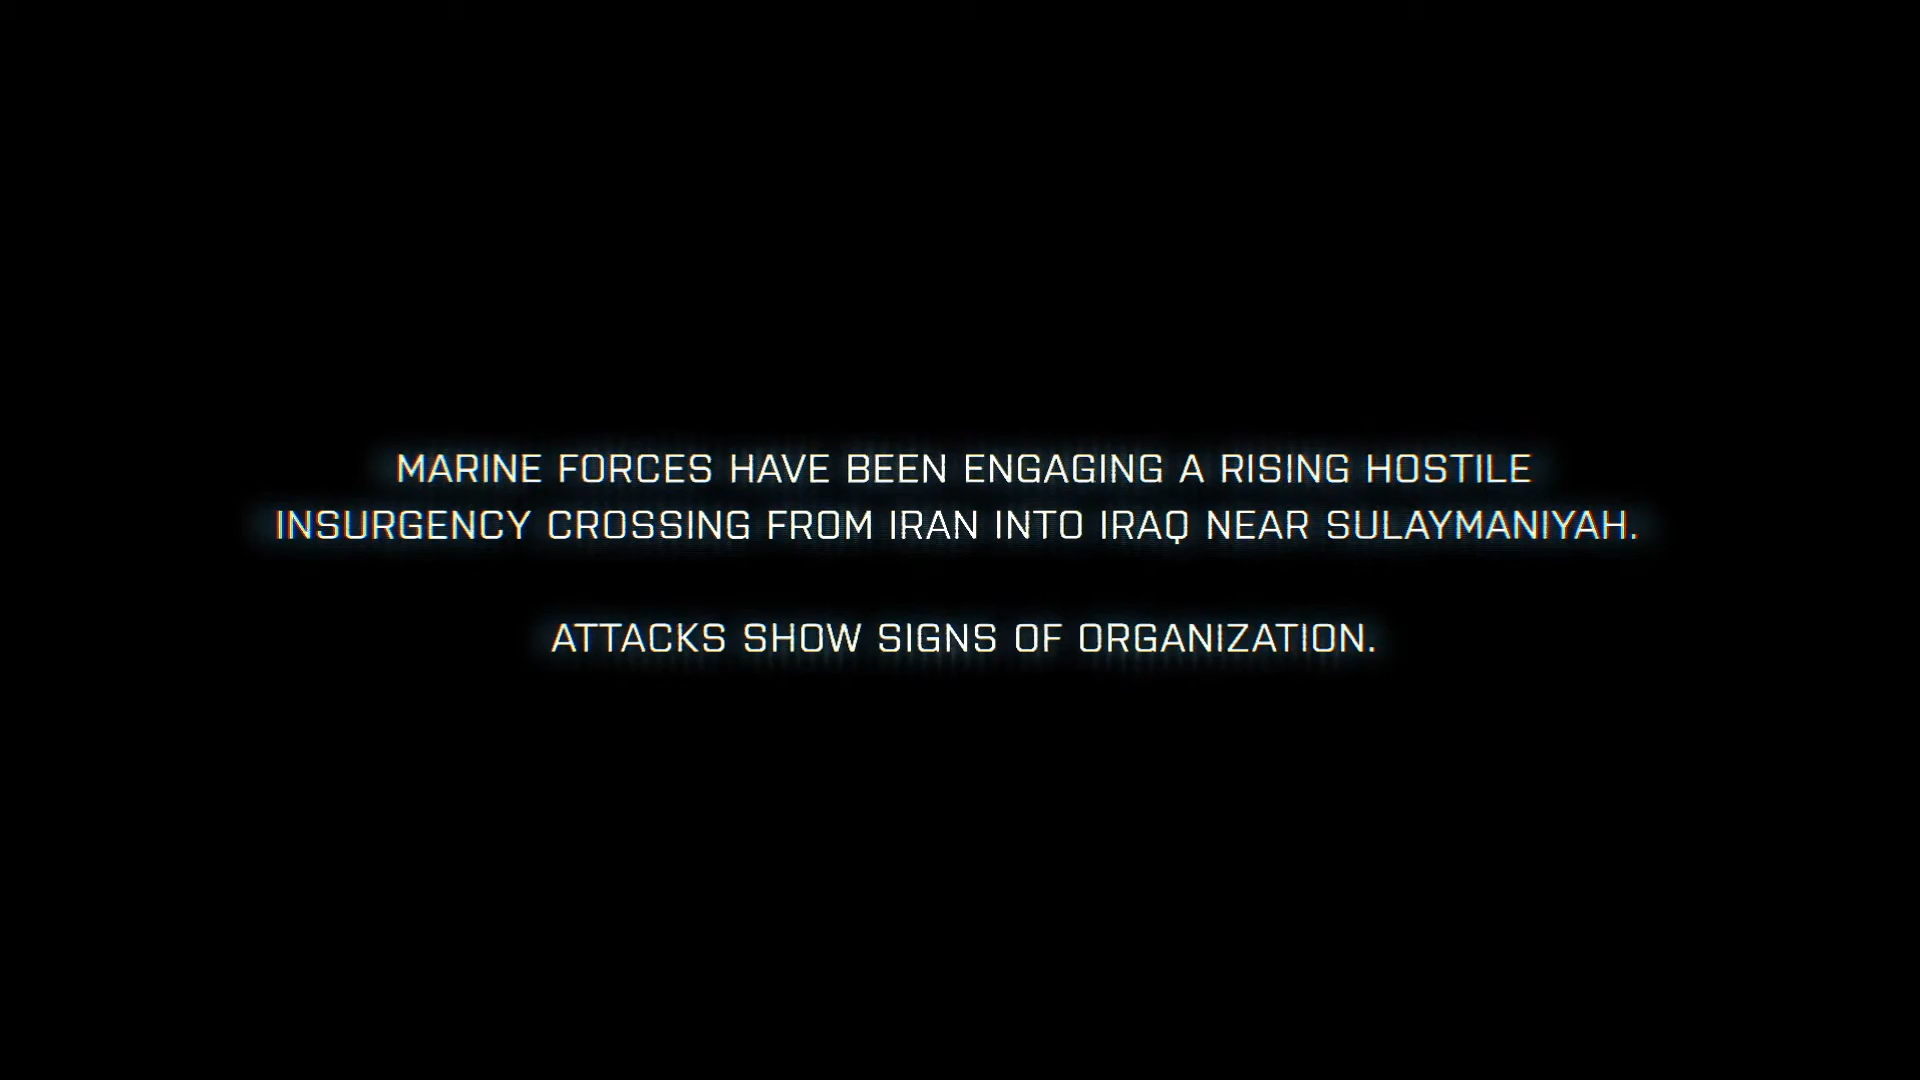 MARINE FORCES HAVE BEEN ENGAGING A RISING HOSTILE
INSURGENCY CROSSING FROM IRAN INTO IRAQ NEAR SULAYMANIYAH.
ATTACKS SHOW SIGNS OF ORGANIZATION.